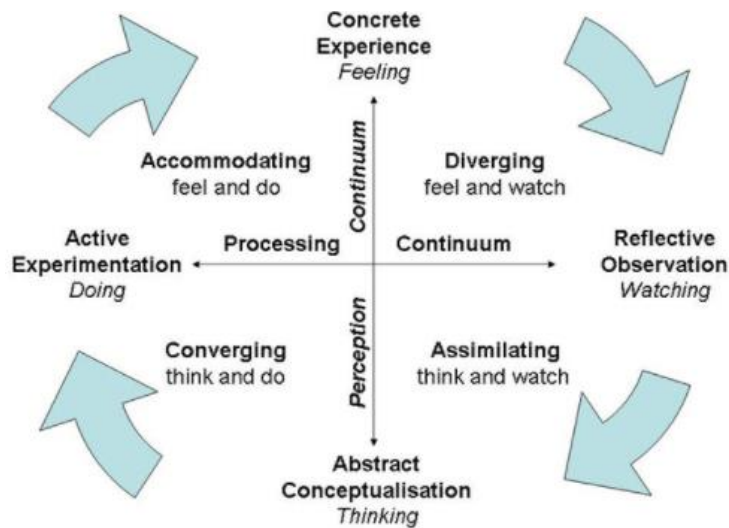 Concrete
Experience
Feeling
Continuum
Accommodating
feel and do
Diverging
feel and watch
Active
Experimentation
Doing
Processing
Continuum
Reflective
Observation
Watching
Perception
Converging
think and do
Assimilating
think and watch
Abstract
Conceptualisation
Thinking